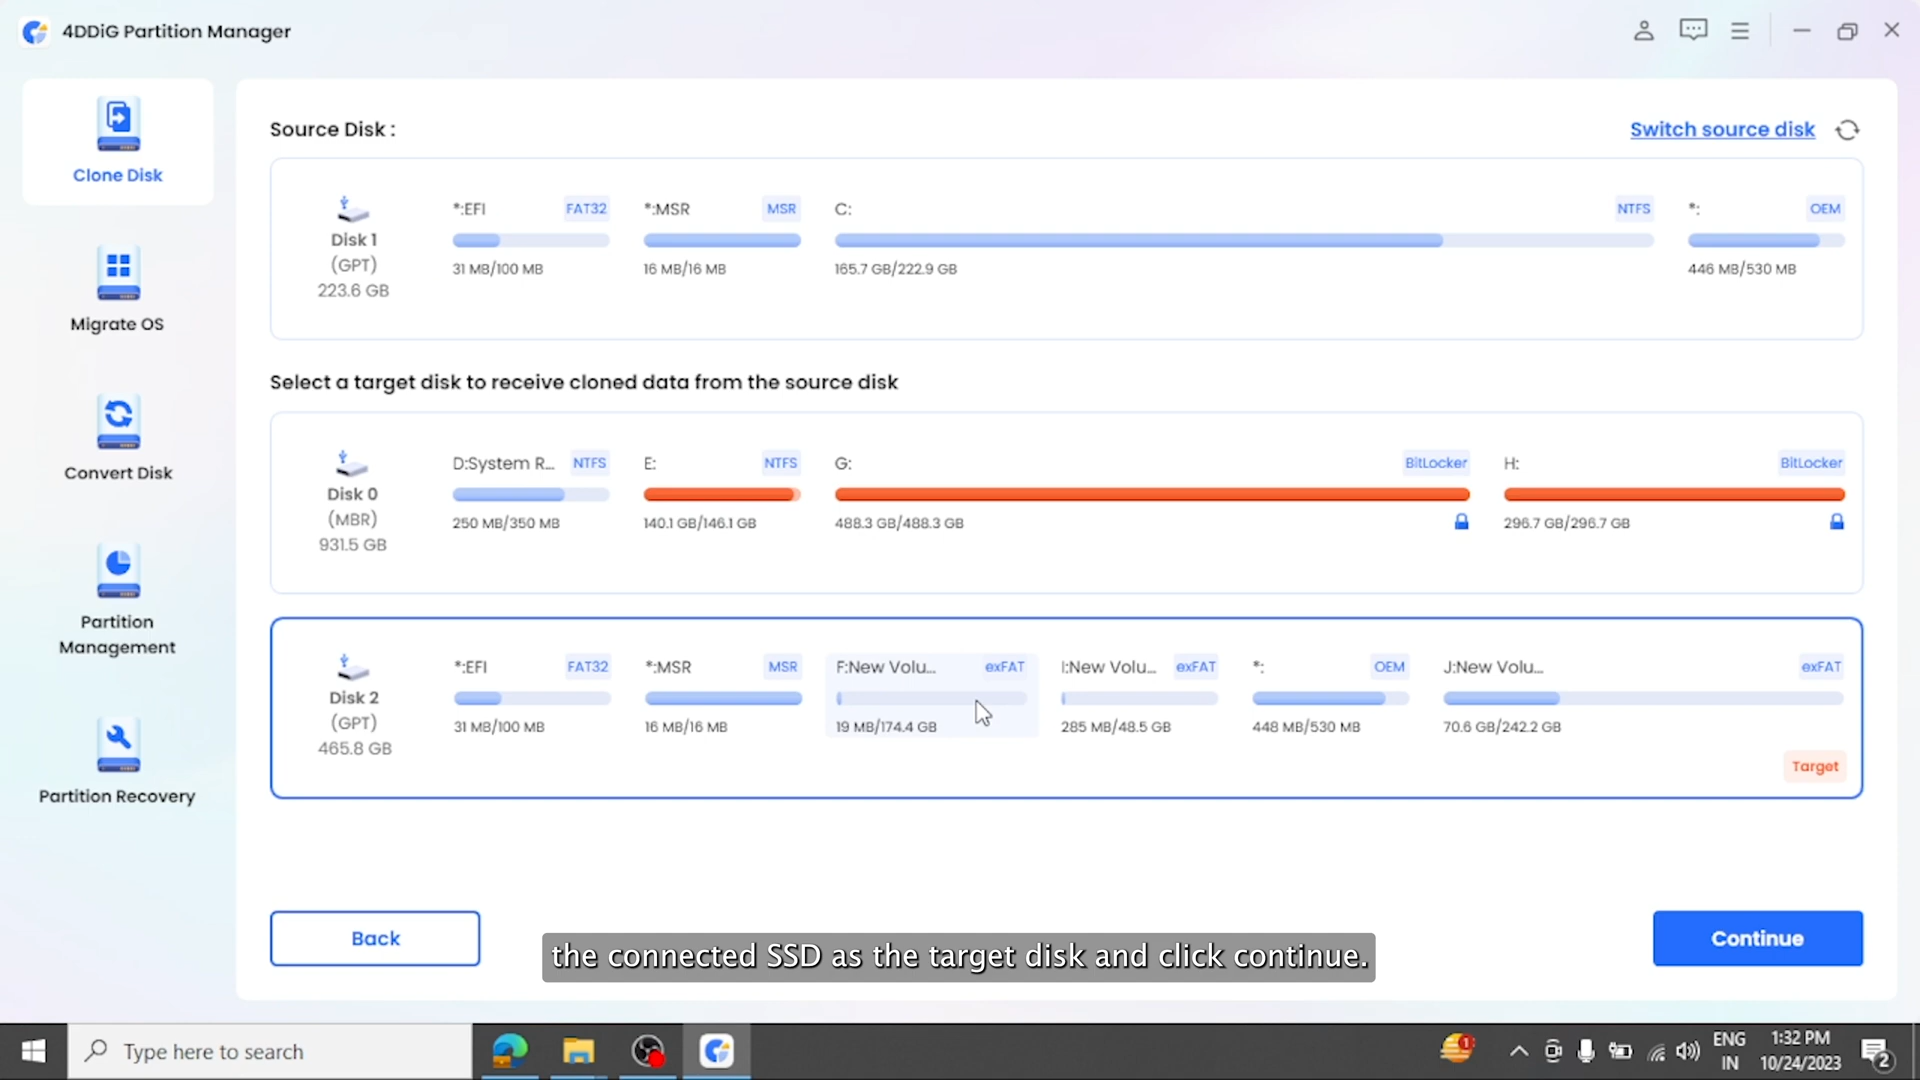 4DDiG Partition Manager
Clone Disk
Migrate OS
Convert Disk
Partition
Management
Partition Recovery
Source Disk :
Switch source disk
Disk 1
(GPT)
223.6 GB
*:EFI FAT32
31 MB/100 MB
*:MSR MSR
16 MB/16 MB
C: NTFS
165.7 GB/222.9 GB
*: OEM
446 MB/530 MB
Select a target disk to receive cloned data from the source disk
Disk 0
(MBR)
931.5 GB
D:System R... NTFS
250 MB/350 MB
E: NTFS
140.1 GB/146.1 GB
G: BitLocker
488.3 GB/488.3 GB
H: BitLocker
296.7 GB/296.7 GB
Disk 2
(GPT)
465.8 GB
*:EFI FAT32
31 MB/100 MB
*:MSR MSR
16 MB/16 MB
F:New Volu... exFAT
19 MB/174.4 GB
I:New Volu... exFAT
285 MB/48.5 GB
*: OEM
448 MB/530 MB
J:New Volu... exFAT
70.6 GB/242.2 GB
Target
Back
Continue
the connected SSD as the target disk and click continue.
Type here to search
1
ENG
IN
1:32 PM
10/24/2023
2